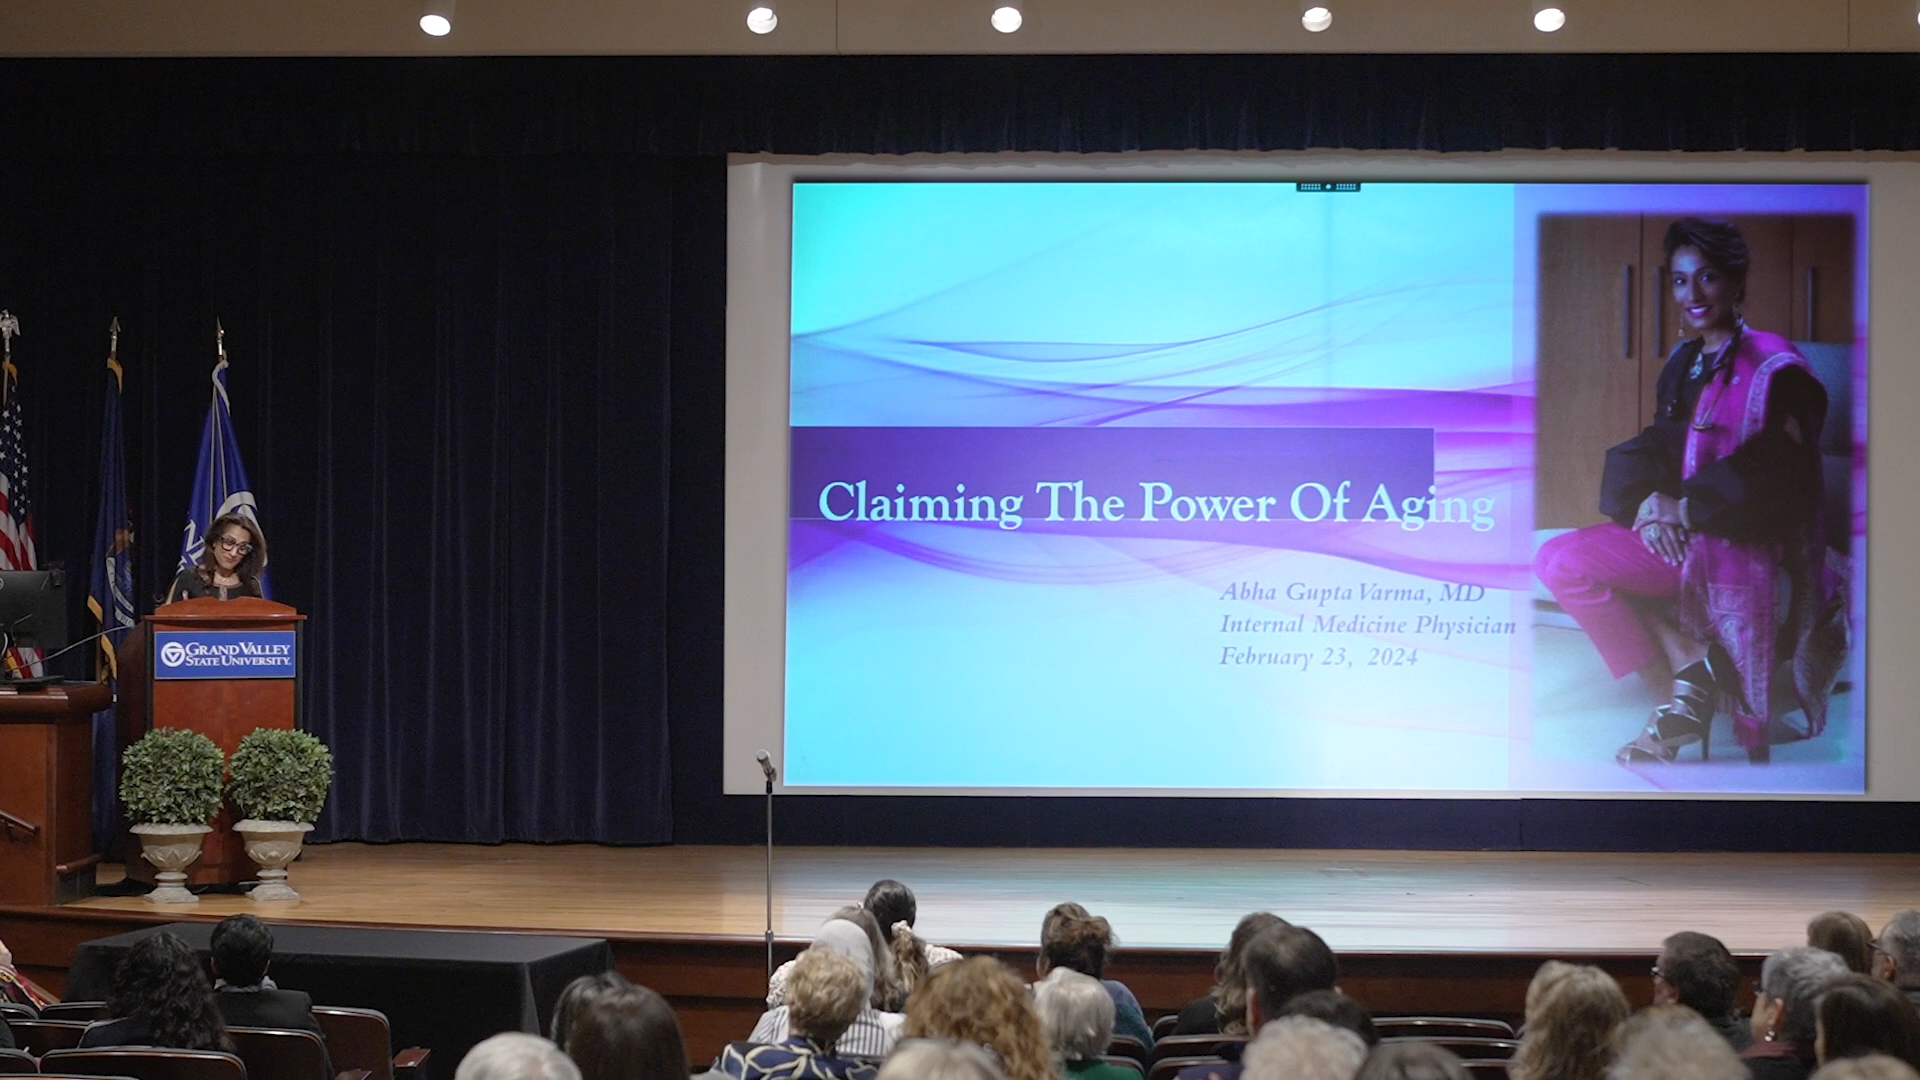 Claiming The Power Of Aging
Abha Gupta Varma, MD
Internal Medicine Physician
February 23, 2024
GRAND VALLEY
STATE UNIVERSITY.